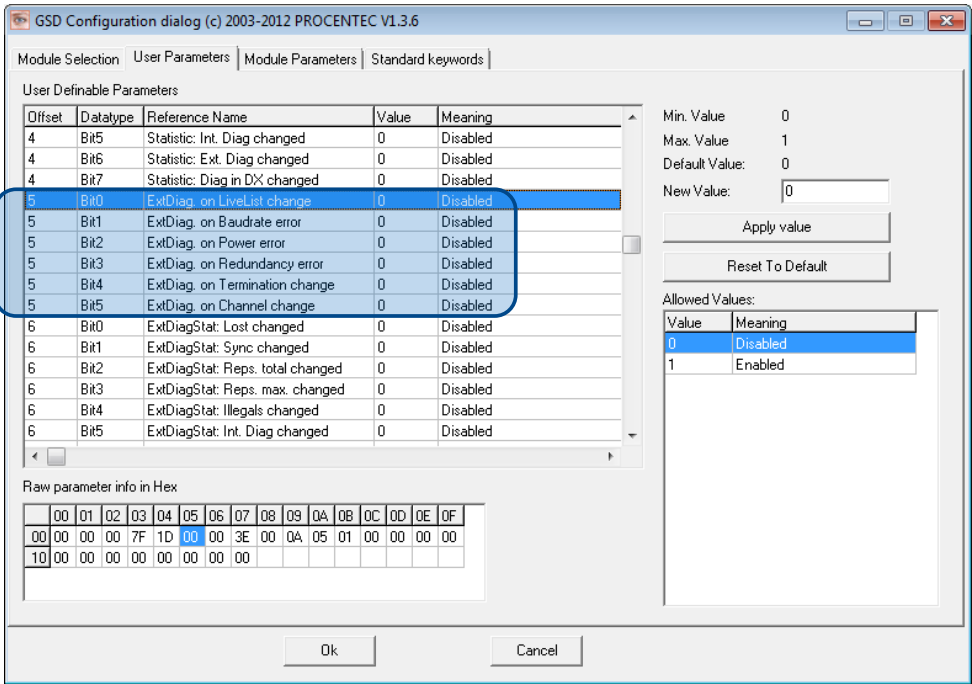 GSD Configuration dialog (c) 2003-2012 PROCENTEC V1.3.6
Module Selection User Parameters Module Parameters Standard keywords
User Definable Parameters
Offset Datatype Reference Name Value Meaning
4 Bit5 Statistic: Int. Diag changed 0 Disabled
4 Bit6 Statistic: Ext. Diag changed 0 Disabled
4 Bit7 Statistic: Diag in DX changed 0 Disabled
5 Bit0 ExtDiag. on LiveList change 0 Disabled
5 Bit1 ExtDiag. on Baudrate error 0 Disabled
5 Bit2 ExtDiag. on Power error 0 Disabled
5 Bit3 ExtDiag. on Redundancy error 0 Disabled
5 Bit4 ExtDiag. on Termination change 0 Disabled
5 Bit5 ExtDiag. on Channel change 0 Disabled
6 Bit0 ExtDiagStat: Lost changed 0 Disabled
6 Bit1 ExtDiagStat: Sync changed 0 Disabled
6 Bit2 ExtDiagStat: Reps. total changed 0 Disabled
6 Bit3 ExtDiagStat: Reps. max. changed 0 Disabled
6 Bit4 ExtDiagStat: Illegals changed 0 Disabled
6 Bit5 ExtDiagStat: Int. Diag changed 0 Disabled
Min. Value 0
Max. Value 1
Default Value: 0
New Value: 0
Apply value
Reset To Default
Allowed Values:
Value Meaning
0 Disabled
1 Enabled
Raw parameter info in Hex
00 01 02 03 04 05 06 07 08 09 0A 0B 0C 0D 0E 0F
00 00 00 00 7F 1D 00 00 3E 00 0A 05 01 00 00 00 00
10 00 00 00 00 00 00 00 00
Ok Cancel